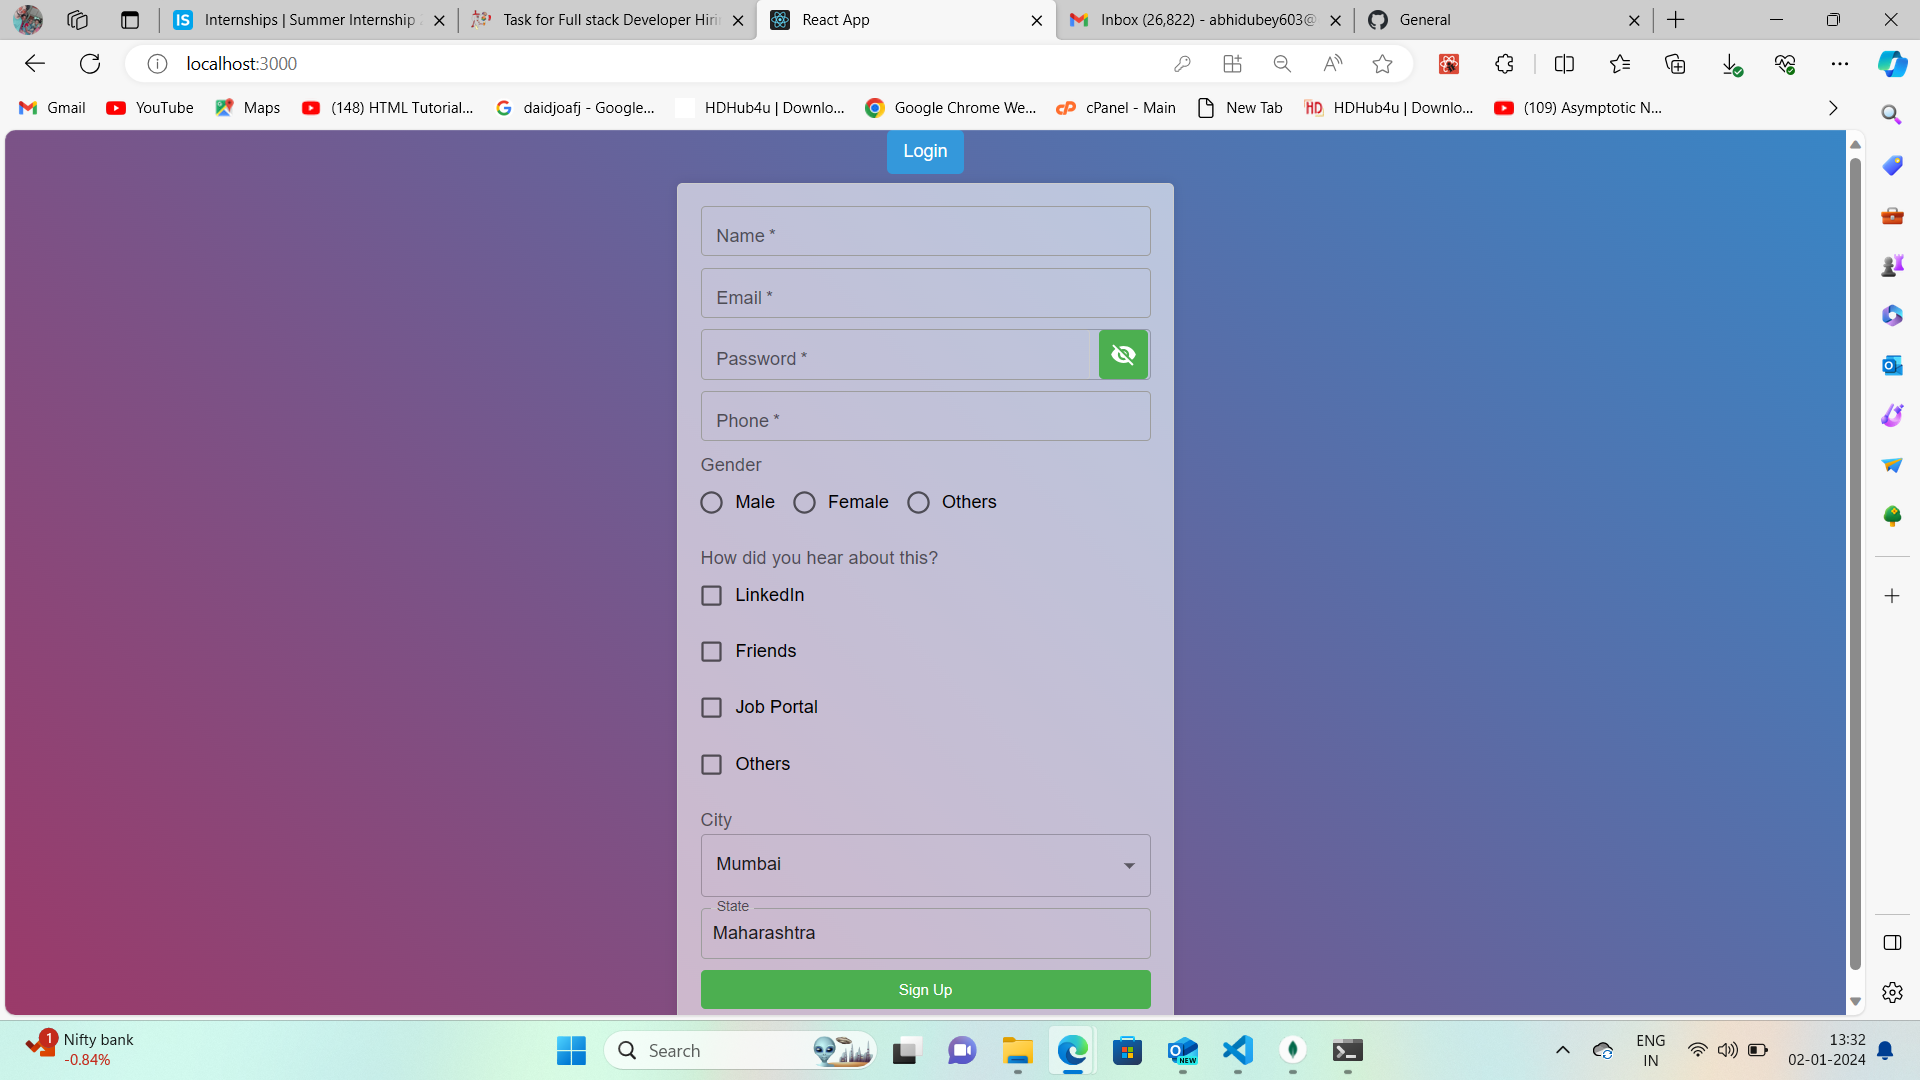 Internships | Summer Internship
Task for Full stack Developer Hirin
React App
Inbox (26,822) - abhidubey603@
General
localhost:3000
Gmail
YouTube
Maps
(148) HTML Tutorial...
daidjoafj - Google...
HDHub4u | Downlo...
Google Chrome We...
cPanel - Main
New Tab
HDHub4u | Downlo...
(109) Asymptotic N...
Login
Name *
Email *
Password *
Phone *
Gender
Male
Female
Others
How did you hear about this?
LinkedIn
Friends
Job Portal
Others
City
Mumbai
State
Maharashtra
Sign Up
1
Nifty bank
-0.84%
Search
NEW
ENG
IN
13:32
02-01-2024